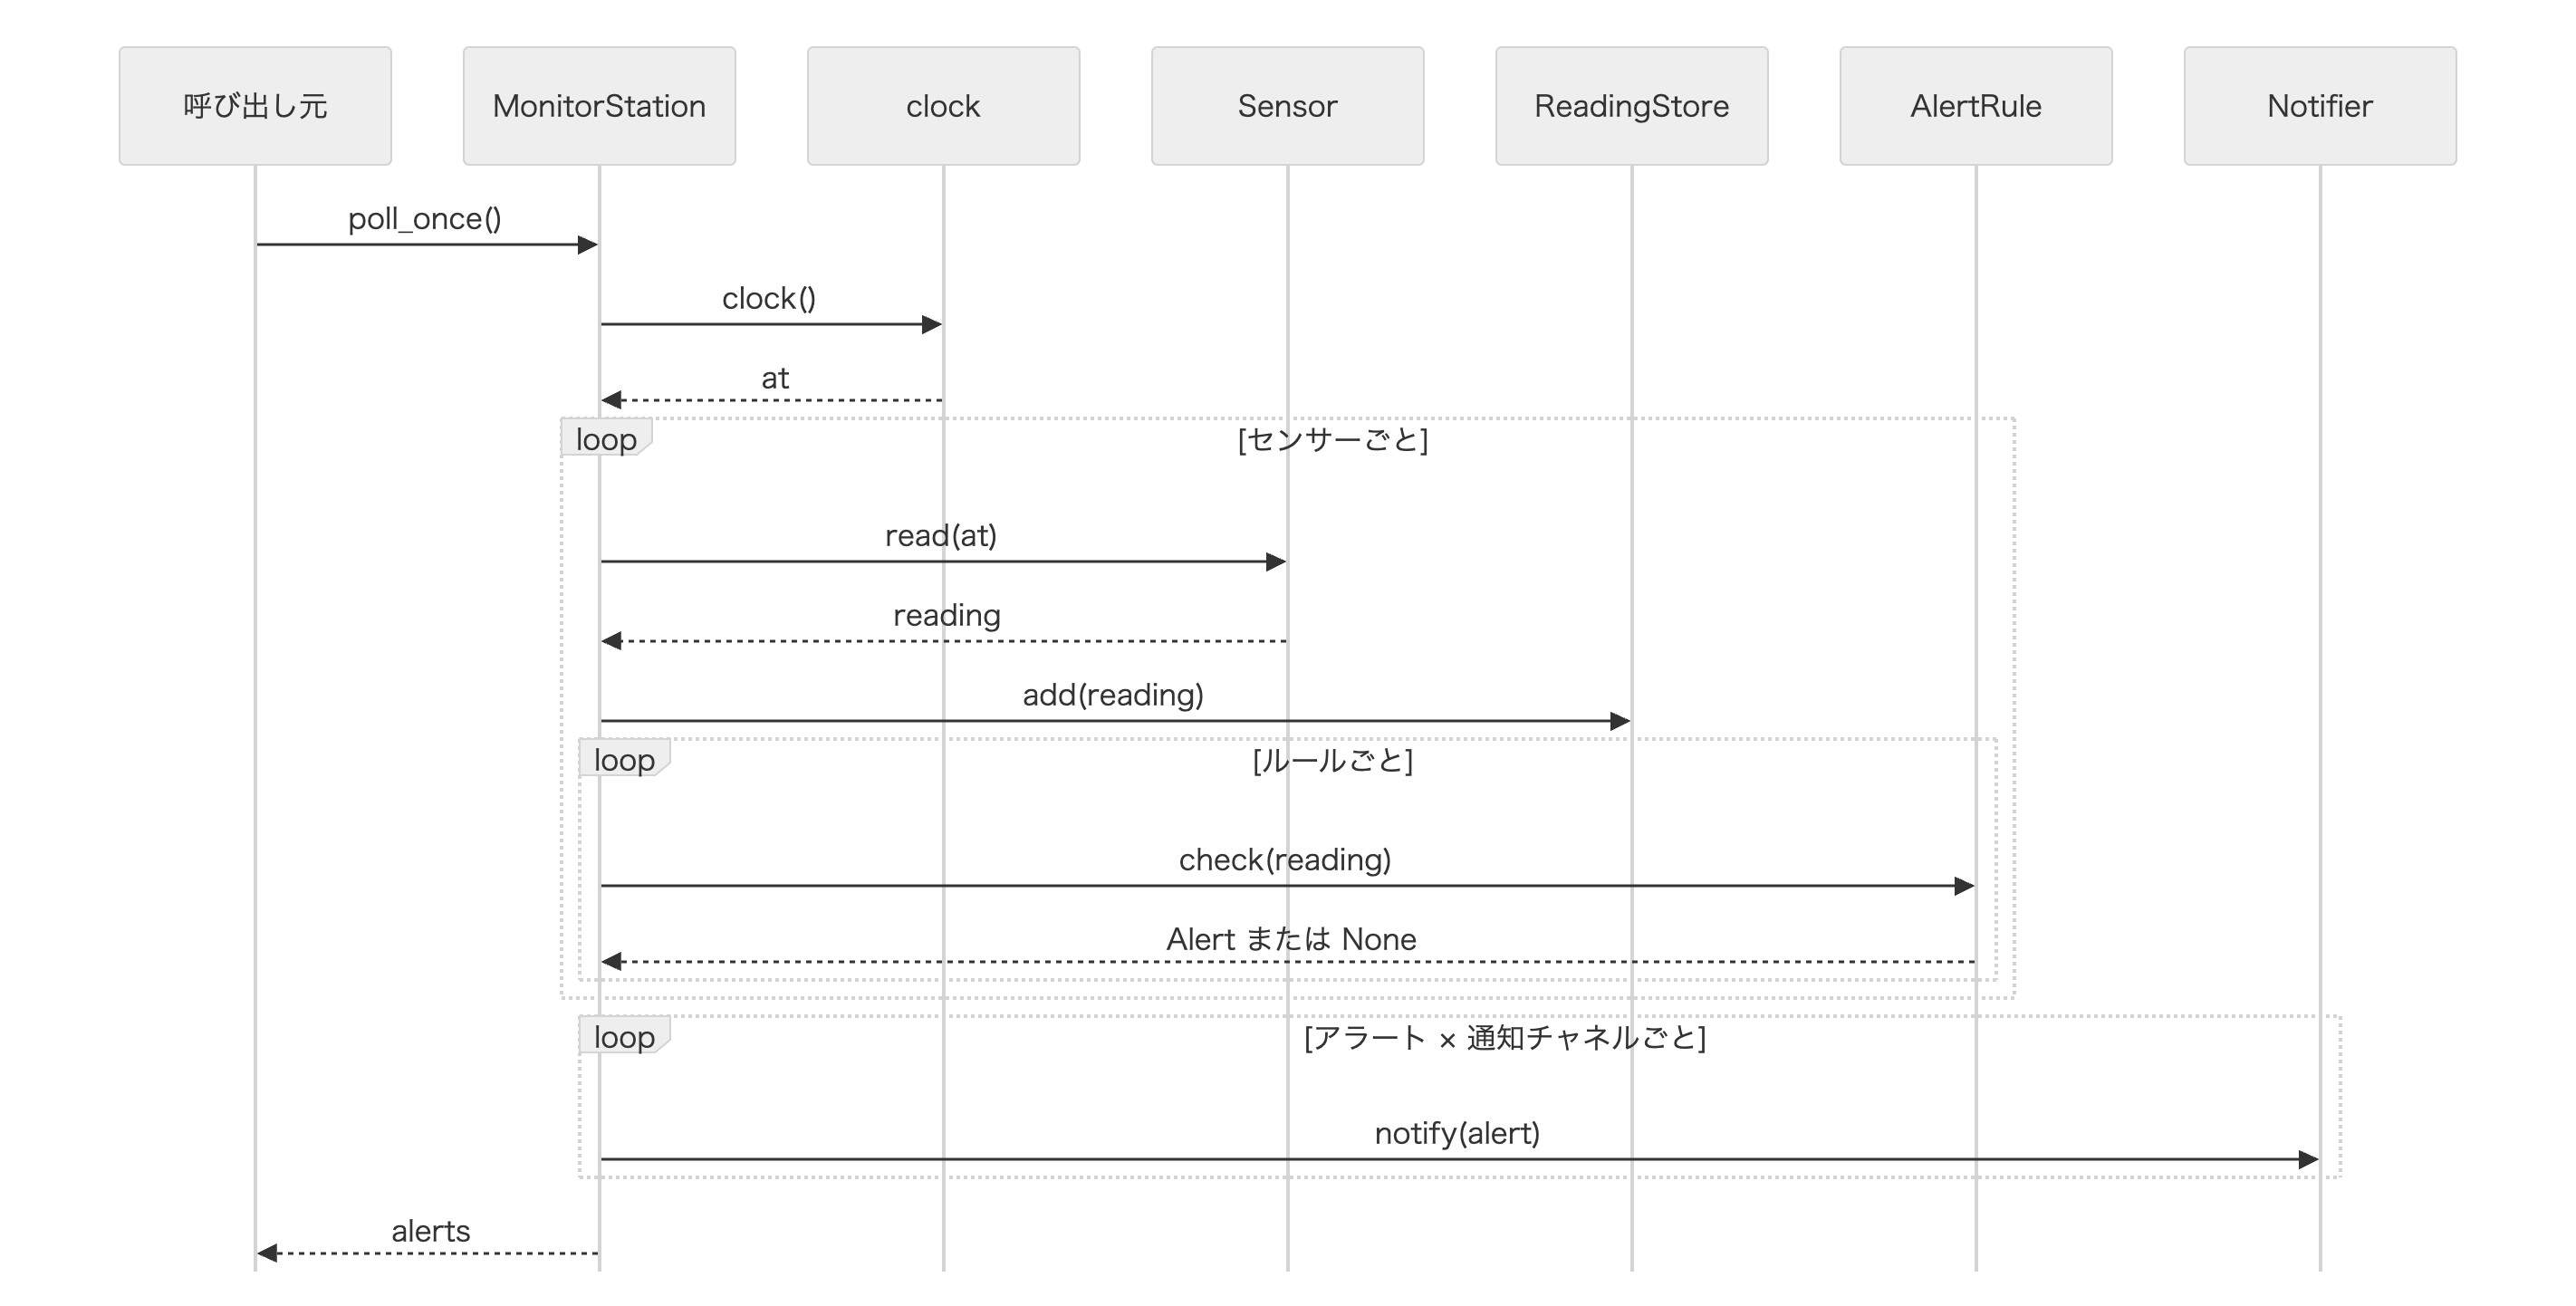 呼び出し元
MonitorStation
clock
Sensor
ReadingStore
AlertRule
Notifier
poll_once()
clock()
at
loop
[センサーごと]
read(at)
reading
add(reading)
loop
[ルールごと]
check(reading)
Alert または None
loop
[アラート × 通知チャネルごと]
notify(alert)
alerts